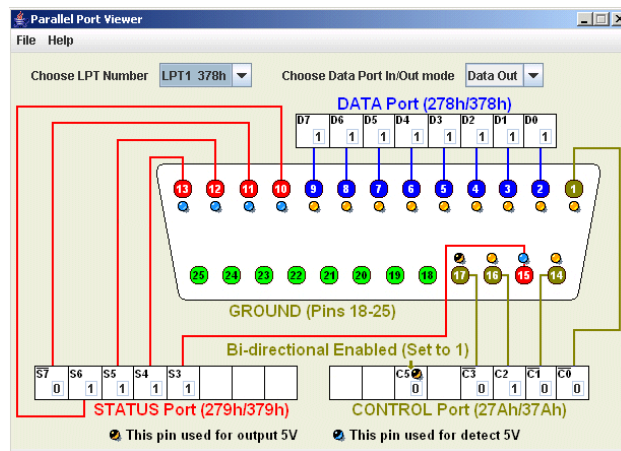 Parallel Port Viewer
File Help
Choose LPT Number LPT1 378h Choose Data Port In/Out mode Data Out
DATA Port (278h/378h)
D7 D6 D5 D4 D3 D2 D1 D0
1 1 1 1 1 1 1 1
13 12 11 10 9 8 7 6 5 4 3 2 1
25 24 23 22 21 20 19 18 17 16 15 14
GROUND (Pins 18-25)
Bi-directional Enabled (Set to 1)
S7 S6 S5 S4 S3 C5 C3 C2 C1 C0
0 1 1 1 1 0 0 1 0 0
STATUS Port (279h/379h) CONTROL Port (27Ah/37Ah)
This pin used for output 5V This pin used for detect 5V